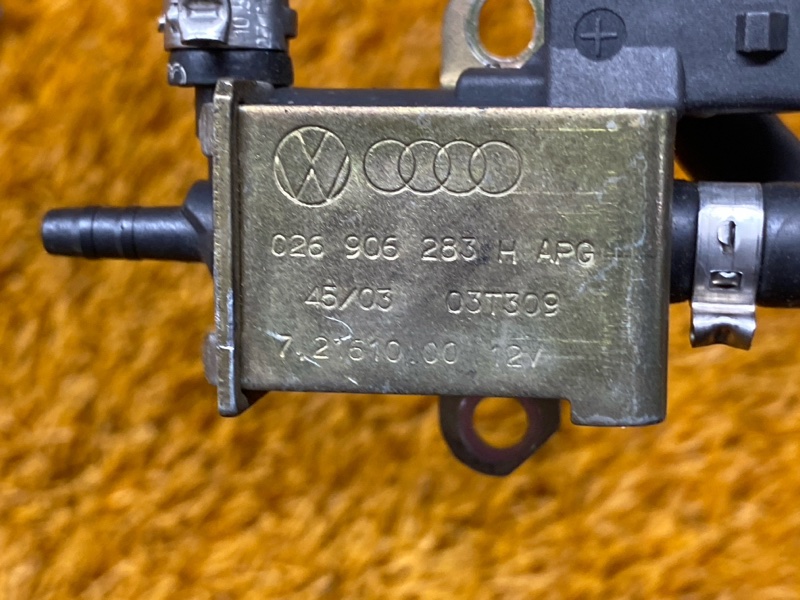 026 906 283 H APG
45/03 03T309
7.21610.00 12V